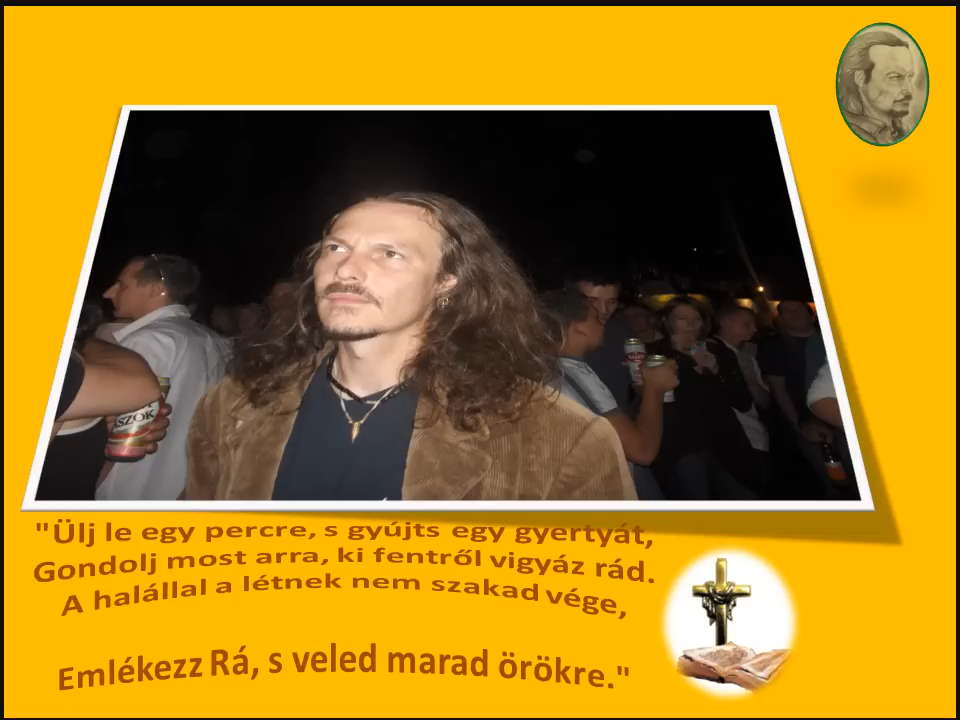 ÁSZOK
"Ülj le egy percre, s gyújts egy gyertyát,
Gondolj most arra, ki fentről vigyáz rád.
A halállal a létnek nem szakad vége,
Emlékezz Rá, s veled marad örökre."